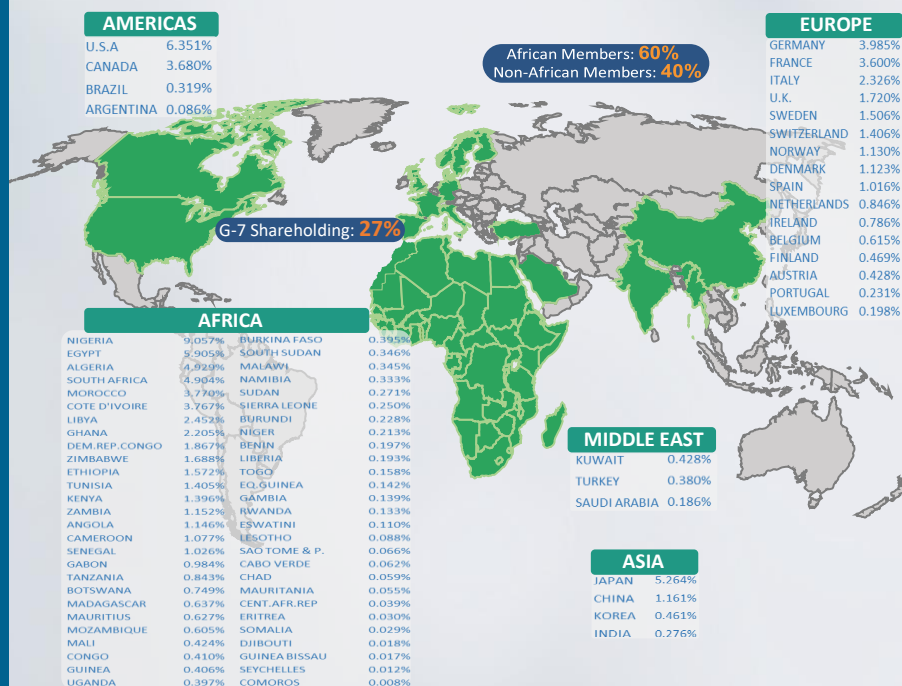 AMERICAS
U.S.A 6.351%
CANADA 3.680%
BRAZIL 0.319%
ARGENTINA 0.086%
African Members: 60%
Non-African Members: 40%
EUROPE
GERMANY 3.985%
FRANCE 3.600%
ITALY 2.326%
U.K. 1.720%
SWEDEN 1.506%
SWITZERLAND 1.406%
NORWAY 1.130%
DENMARK 1.123%
SPAIN 1.016%
NETHERLANDS 0.846%
IRELAND 0.786%
BELGIUM 0.615%
FINLAND 0.469%
AUSTRIA 0.428%
PORTUGAL 0.231%
LUXEMBOURG 0.198%
G-7 Shareholding: 27%
AFRICA
NIGERIA 9.057% BURKINA FASO 0.395%
EGYPT 5.905% SOUTH SUDAN 0.346%
ALGERIA 4.929% MALAWI 0.345%
SOUTH AFRICA 4.904% NAMIBIA 0.333%
MOROCCO 3.770% SUDAN 0.271%
COTE D'IVOIRE 3.767% SIERRA LEONE 0.250%
LIBYA 2.452% BURUNDI 0.228%
GHANA 2.205% NIGER 0.213%
DEM.REP.CONGO 1.867% BENIN 0.197%
ZIMBABWE 1.688% LIBERIA 0.193%
ETHIOPIA 1.572% TOGO 0.158%
TUNISIA 1.405% EQ.GUINEA 0.142%
KENYA 1.396% GAMBIA 0.139%
ZAMBIA 1.152% RWANDA 0.133%
ANGOLA 1.146% ESWATINI 0.110%
CAMEROON 1.077% LESOTHO 0.088%
SENEGAL 1.026% SAO TOME & P. 0.066%
GABON 0.984% CABO VERDE 0.062%
TANZANIA 0.843% CHAD 0.059%
BOTSWANA 0.749% MAURITANIA 0.055%
MADAGASCAR 0.637% CENT.AFR.REP 0.039%
MAURITIUS 0.627% ERITREA 0.030%
MOZAMBIQUE 0.605% SOMALIA 0.029%
MALI 0.424% DJIBOUTI 0.018%
CONGO 0.410% GUINEA BISSAU 0.017%
GUINEA 0.406% SEYCHELLES 0.012%
UGANDA 0.397% COMOROS 0.008%
MIDDLE EAST
KUWAIT 0.428%
TURKEY 0.380%
SAUDI ARABIA 0.186%
ASIA
JAPAN 5.264%
CHINA 1.161%
KOREA 0.461%
INDIA 0.276%